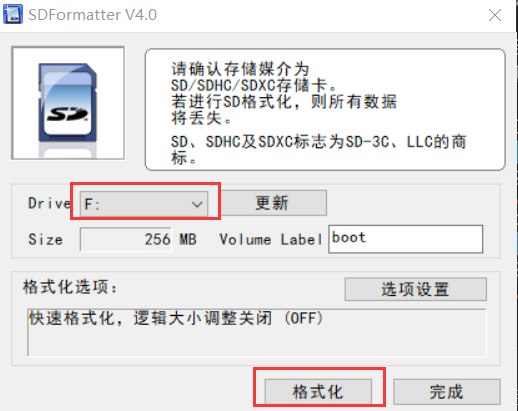 SDFormatter V4.0
请确认存储媒介为
SD/SDHC/SDXC存储卡。
若进行SD格式化，则所有数据
将丢失。
SD、SDHC及SDXC标志为SD-3C、LLC的商
标。
SD
Drive F: 更新
Size 256 MB Volume Label boot
格式化选项：
选项设置
快速格式化，逻辑大小调整关闭 (OFF)
格式化 完成